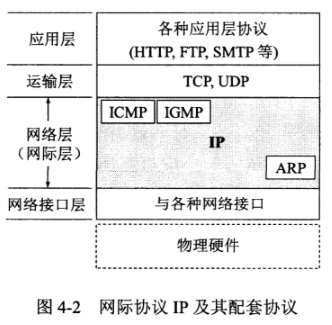 应用层
各种应用层协议
(HTTP, FTP, SMTP 等)
运输层
TCP, UDP
ICMP
IGMP
网络层
(网际层)
IP
ARP
网络接口层
与各种网络接口
物理硬件
图 4-2 网际协议 IP 及其配套协议